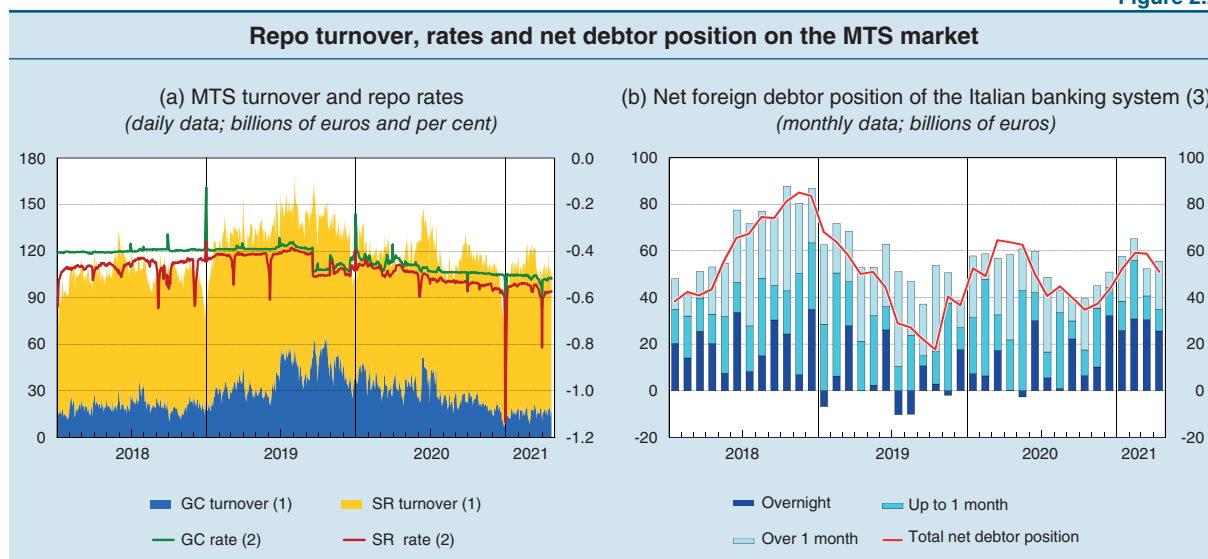 Repo turnover, rates and net debtor position on the MTS market
(a) MTS turnover and repo rates
(daily data; billions of euros and per cent)
180 0.0
150 -0.2
120 -0.4
90 -0.6
60 -0.8
30 -1.0
0 -1.2
2018 2019 2020 2021
GC turnover (1) SR turnover (1)
GC rate (2) SR rate (2)
(b) Net foreign debtor position of the Italian banking system (3)
(monthly data; billions of euros)
100 100
80 80
60 60
40 40
20 20
0 0
-20 -20
2018 2019 2020 2021
Overnight Up to 1 month
Over 1 month Total net debtor position